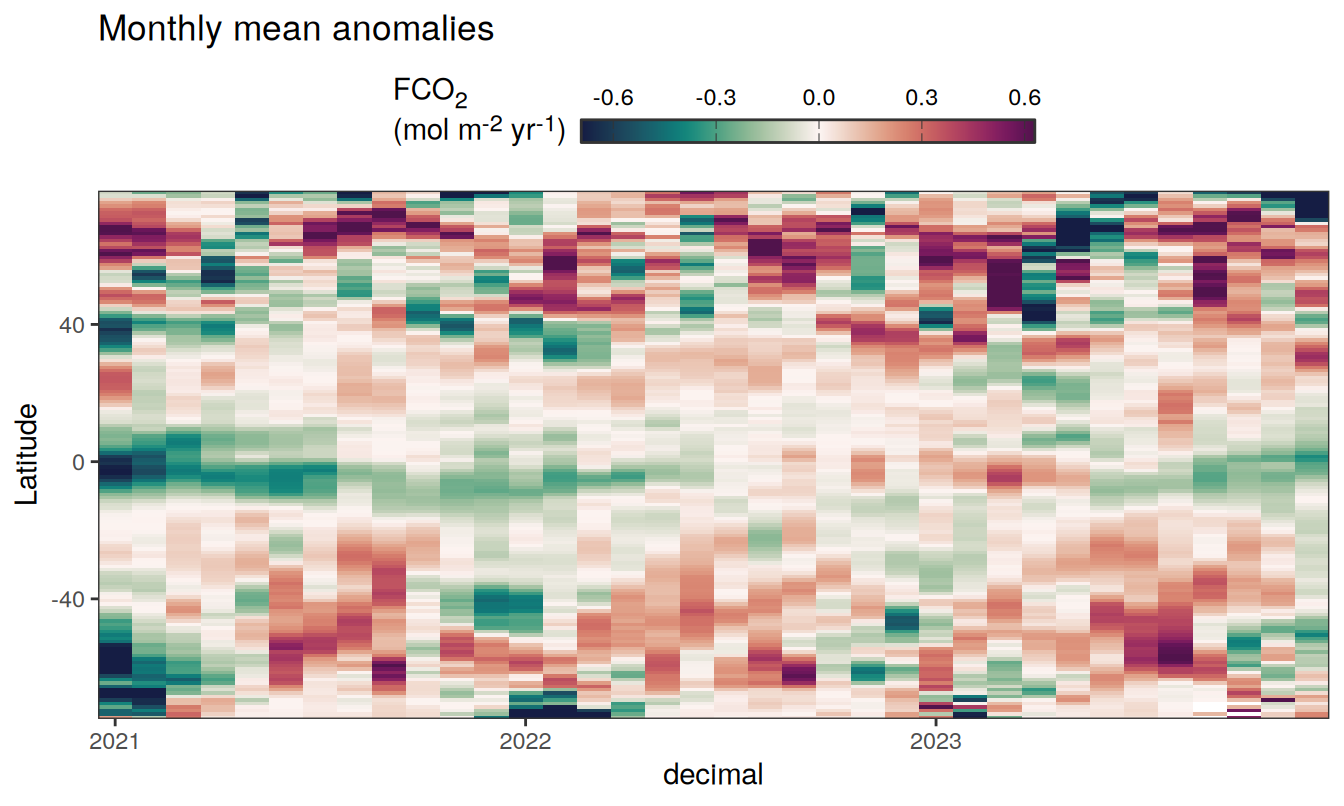 Monthly mean anomalies
FCO₂
(mol m⁻² yr⁻¹)
-0.6 -0.3 0.0 0.3 0.6
Latitude
40
0
-40
2021 2022 2023
decimal